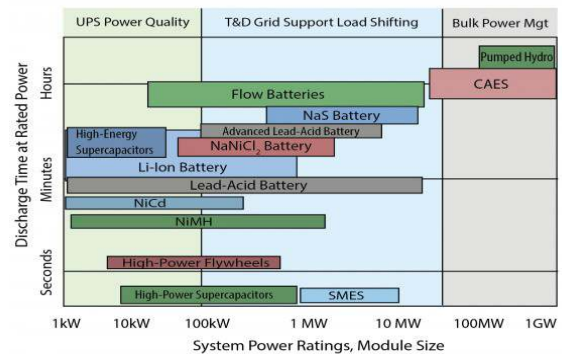 UPS Power Quality
T&D Grid Support Load Shifting
Bulk Power Mgt
Discharge Time at Rated Power
Hours
Minutes
Seconds
Pumped Hydro
CAES
Flow Batteries
NaS Battery
Advanced Lead-Acid Battery
High-Energy
Supercapacitors
NaNiCl₂ Battery
Li-Ion Battery
Lead-Acid Battery
NiCd
NiMH
High-Power Flywheels
High-Power Supercapacitors
SMES
1kW 10kW 100kW 1 MW 10 MW 100MW 1GW
System Power Ratings, Module Size